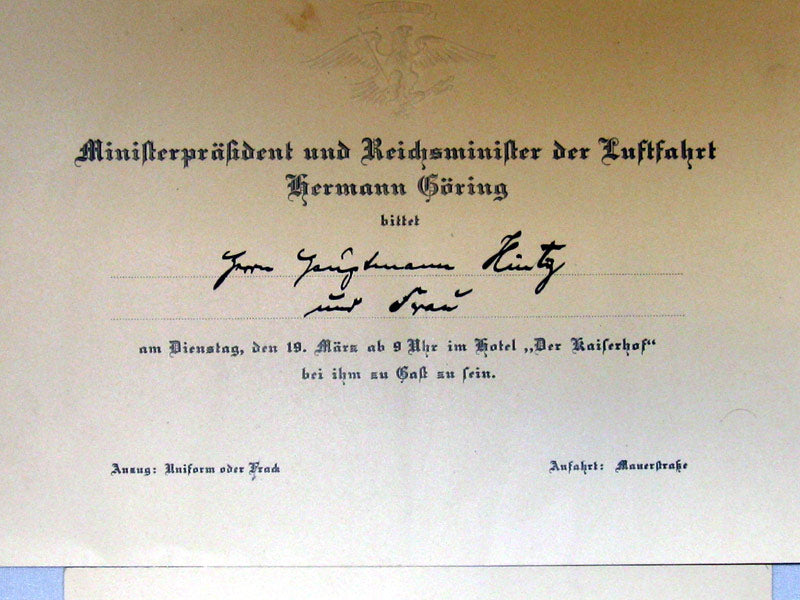 Ministerpräsident und Reichsminister der Luftfahrt
Hermann Göring
bittet
Herrn Hauptmann Hintz
und Frau
am Dienstag, den 19. März ab 9 Uhr im Hotel „Der Kaiserhof“
bei ihm zu Gast zu sein.
Anzug: Uniform oder Frack
Anfahrt: Mauerstraße